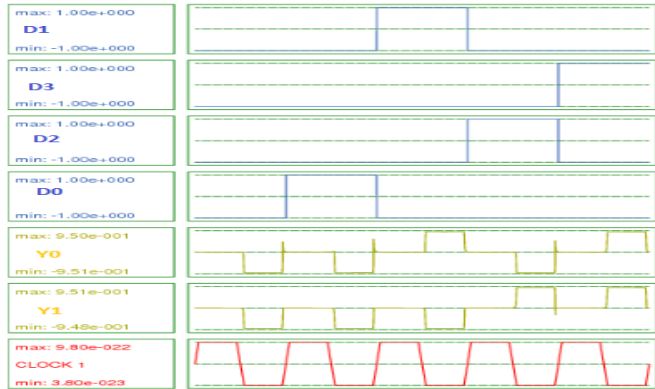 max: 1.00e+000
D1
min: -1.00e+000
max: 1.00e+000
D3
min: -1.00e+000
max: 1.00e+000
D2
min: -1.00e+000
max: 1.00e+000
D0
min: -1.00e+000
max: 9.50e-001
Y0
min: -9.51e-001
max: 9.51e-001
Y1
min: -9.48e-001
max: 9.80e-022
CLOCK 1
min: 3.80e-023